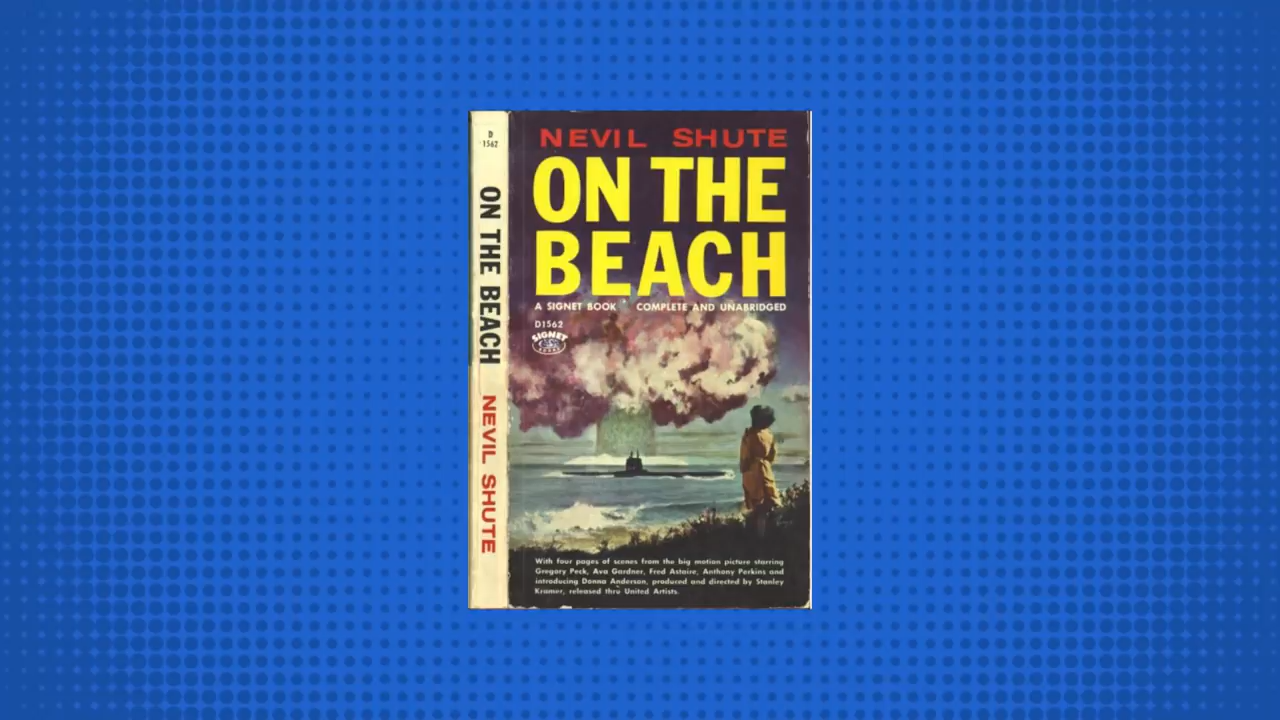 D
1562
ON THE BEACH
NEVIL SHUTE
NEVIL SHUTE
ON THE
BEACH
A SIGNET BOOK COMPLETE AND UNABRIDGED
D1562
SIGNET
BOOKS
With four pages of scenes from the big motion picture starring
Gregory Peck, Ava Gardner, Fred Astaire, Anthony Perkins and
introducing Donna Anderson, produced and directed by Stanley
Kramer, released thru United Artists.